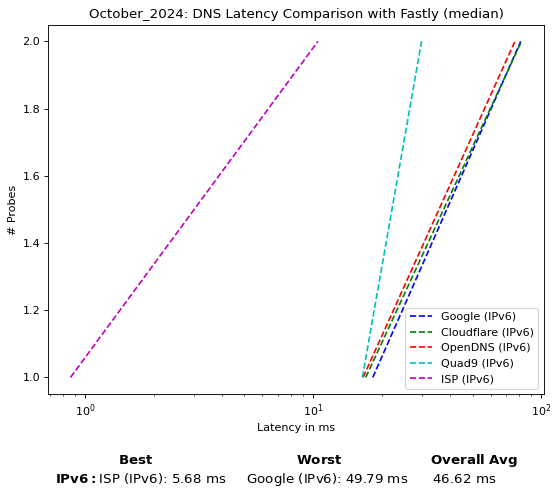 October_2024: DNS Latency Comparison with Fastly (median)
2.0
1.8
1.6
1.4
1.2
1.0
# Probes
Google (IPv6)
Cloudflare (IPv6)
OpenDNS (IPv6)
Quad9 (IPv6)
ISP (IPv6)
10⁰ 10¹ 10²
Latency in ms
Best Worst Overall Avg
IPv6: ISP (IPv6): 5.68 ms Google (IPv6): 49.79 ms 46.62 ms